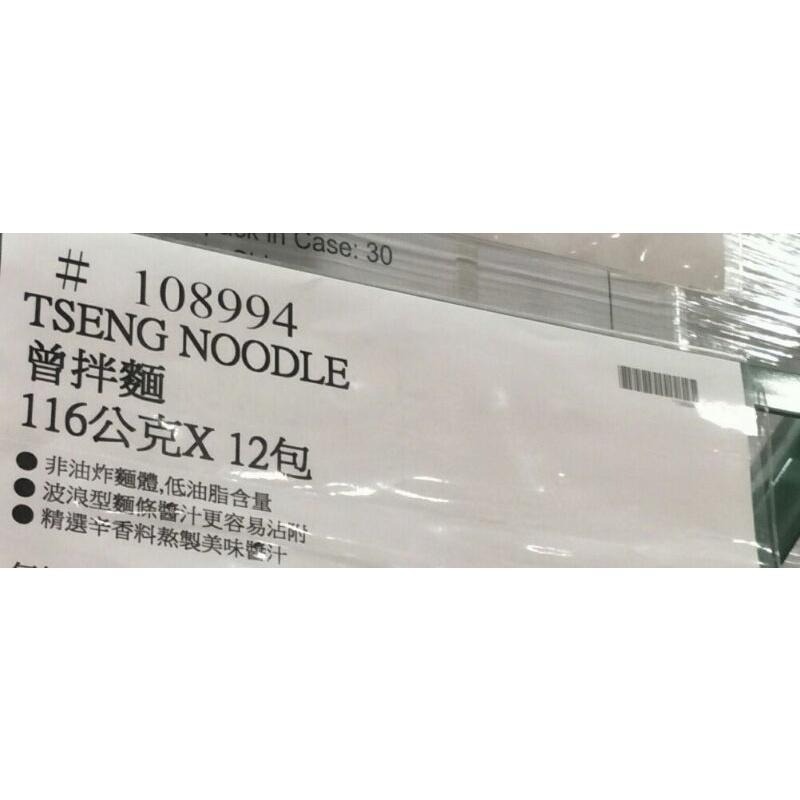 in Case: 30
# 108994
TSENG NOODLE
曾拌麵
116公克X 12包
● 非油炸麵體,低油脂含量
● 波浪型麵條醬汁更容易沾附
● 精選辛香料熬製美味醬汁